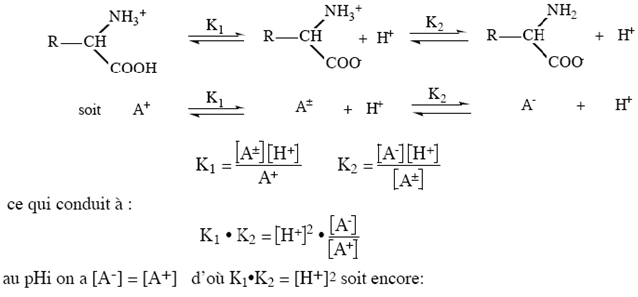 NH₃⁺ NH₃⁺ NH₂
R—CH ⇌ K₁ R—CH + H⁺ ⇌ K₂ R—CH + H⁺
COOH COO⁻ COO⁻
soit A⁺ ⇌ K₁ A± + H⁺ ⇌ K₂ A⁻ + H⁺
K₁ = [A±][H⁺] / A⁺ K₂ = [A⁻][H⁺] / [A±]
ce qui conduit à :
K₁ • K₂ = [H⁺]² • [A⁻] / [A⁺]
au pHi on a [A-] = [A⁺] d'où K₁•K₂ = [H⁺]2 soit encore: